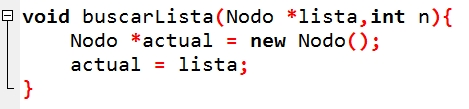 void buscarLista(Nodo *lista,int n){
    Nodo *actual = new Nodo();
    actual = lista;
}